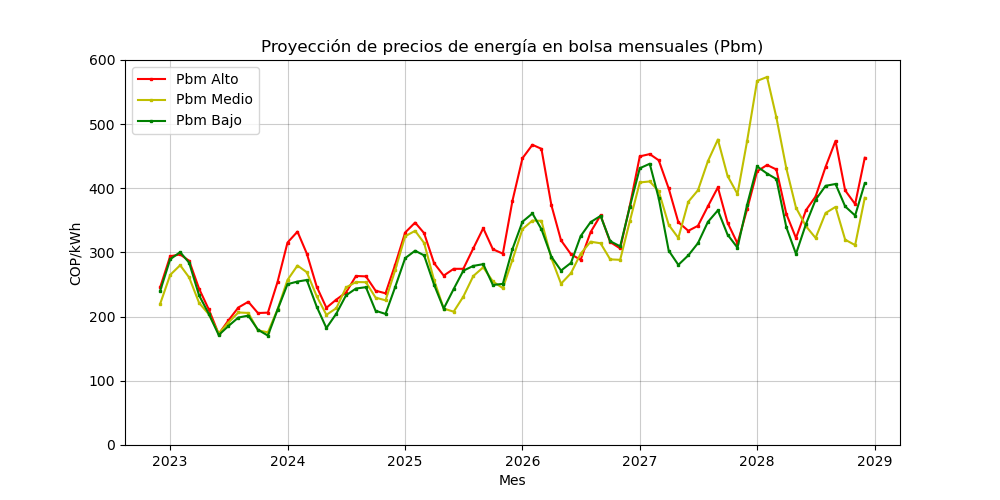 Proyección de precios de energía en bolsa mensuales (Pbm)
Pbm Alto
Pbm Medio
Pbm Bajo
600
500
400
300
200
100
0
COP/kWh
2023 2024 2025 2026 2027 2028 2029
Mes